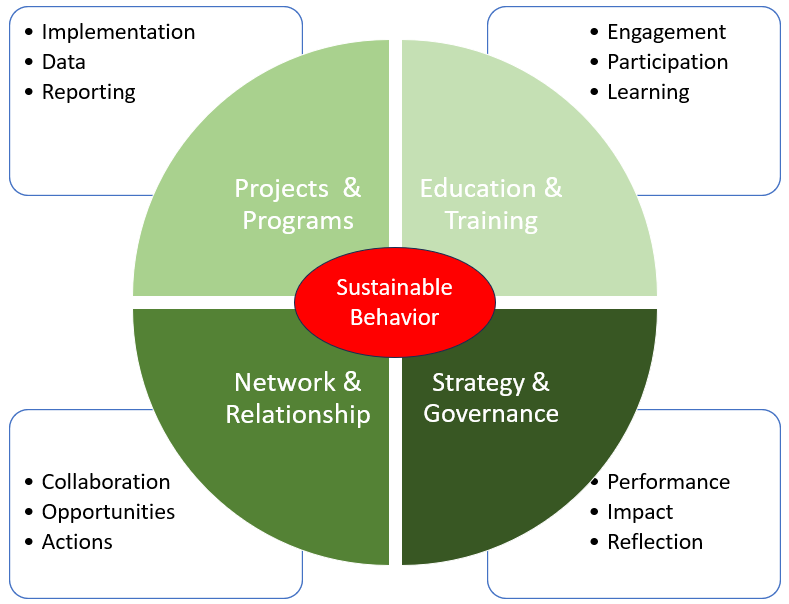 • Implementation
• Data
• Reporting
• Engagement
• Participation
• Learning
Projects &
Programs
Education &
Training
Sustainable
Behavior
Network &
Relationship
Strategy &
Governance
• Collaboration
• Opportunities
• Actions
• Performance
• Impact
• Reflection